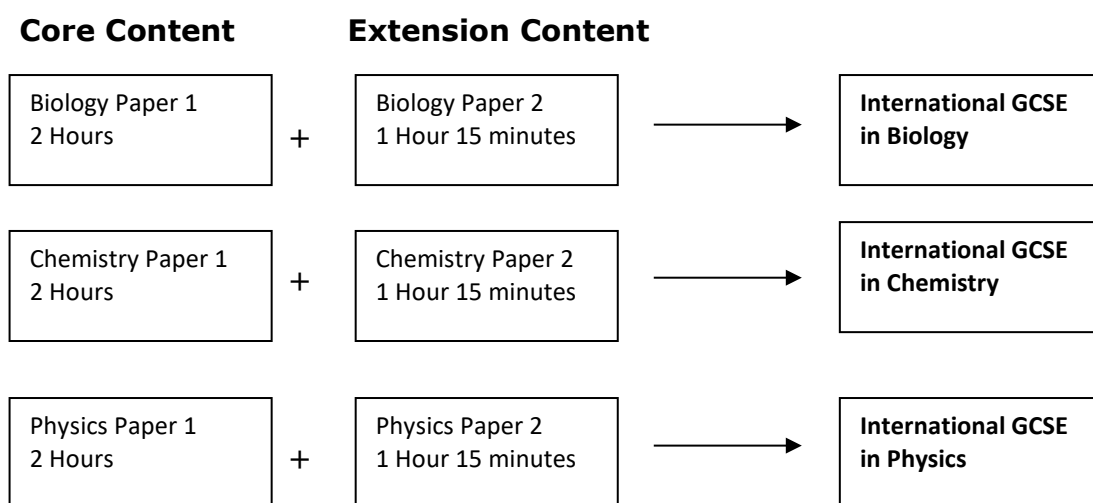 Core Content
Extension Content
Biology Paper 1
2 Hours
+
Biology Paper 2
1 Hour 15 minutes
International GCSE
in Biology
Chemistry Paper 1
2 Hours
+
Chemistry Paper 2
1 Hour 15 minutes
International GCSE
in Chemistry
Physics Paper 1
2 Hours
+
Physics Paper 2
1 Hour 15 minutes
International GCSE
in Physics